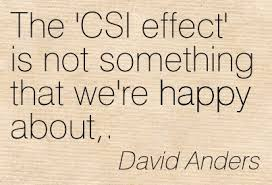 The 'CSI effect'
is not something
that we're happy
about,.
David Anders